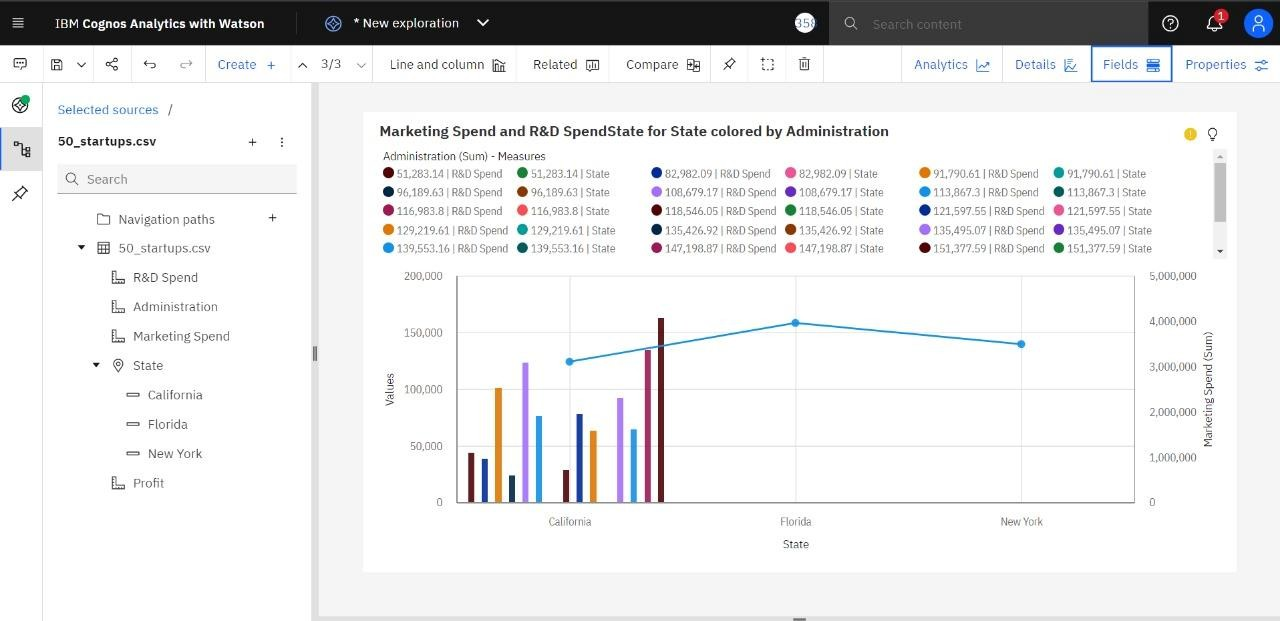 IBM Cognos Analytics with Watson
* New exploration
358
Search content
1
Create +
3/3
Line and column
Related
Compare
Analytics
Details
Fields
Properties
Selected sources /
50_startups.csv
Search
Navigation paths
50_startups.csv
R&D Spend
Administration
Marketing Spend
State
California
Florida
New York
Profit
Marketing Spend and R&D SpendState for State colored by Administration
Administration (Sum) - Measures
51,283.14 | R&D Spend 51,283.14 | State 82,982.09 | R&D Spend 82,982.09 | State 91,790.61 | R&D Spend 91,790.61 | State
96,189.63 | R&D Spend 96,189.63 | State 108,679.17 | R&D Spend 108,679.17 | State 113,867.3 | R&D Spend 113,867.3 | State
116,983.8 | R&D Spend 116,983.8 | State 118,546.05 | R&D Spend 118,546.05 | State 121,597.55 | R&D Spend 121,597.55 | State
129,219.61 | R&D Spend 129,219.61 | State 135,426.92 | R&D Spend 135,426.92 | State 135,495.07 | R&D Spend 135,495.07 | State
139,553.16 | R&D Spend 139,553.16 | State 147,198.87 | R&D Spend 147,198.87 | State 151,377.59 | R&D Spend 151,377.59 | State
200,000
150,000
100,000
50,000
0
Values
5,000,000
4,000,000
3,000,000
2,000,000
1,000,000
0
Marketing Spend (Sum)
California
Florida
New York
State